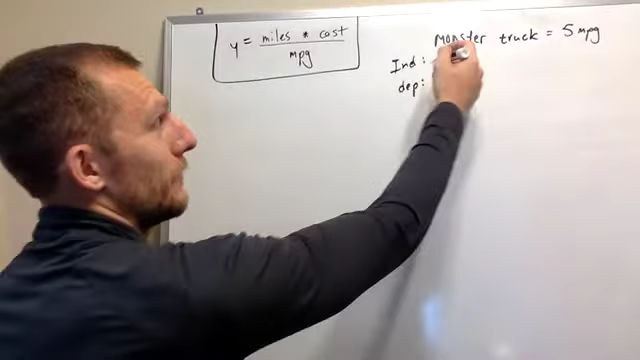 y = miles * cost / mpg
Monster truck = 5 mpg
Ind:
dep: